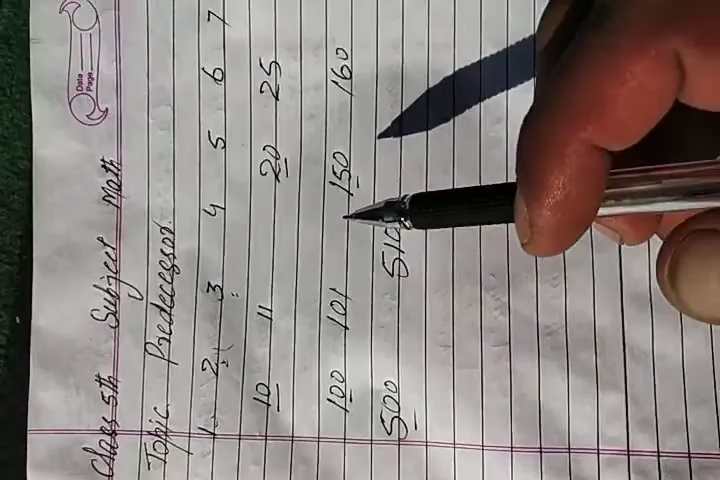 Date
Page
Class 5th Subject Math
Topic Predecessor.
1 2 3 4 5 6 7
10 11 20 25
100 101 150 160
500 510